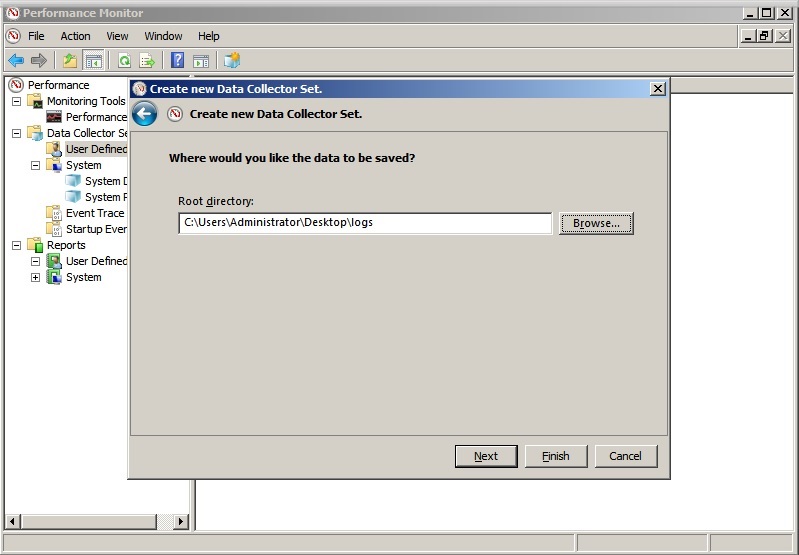 Performance Monitor
File Action View Window Help
Performance
Monitoring Tools
Performance
Data Collector Se
User Defined
System
System D
System P
Event Trace
Startup Even
Reports
User Defined
System
Create new Data Collector Set.
Create new Data Collector Set.
Where would you like the data to be saved?
Root directory:
C:\Users\Administrator\Desktop\logs
Browse...
Next Finish Cancel